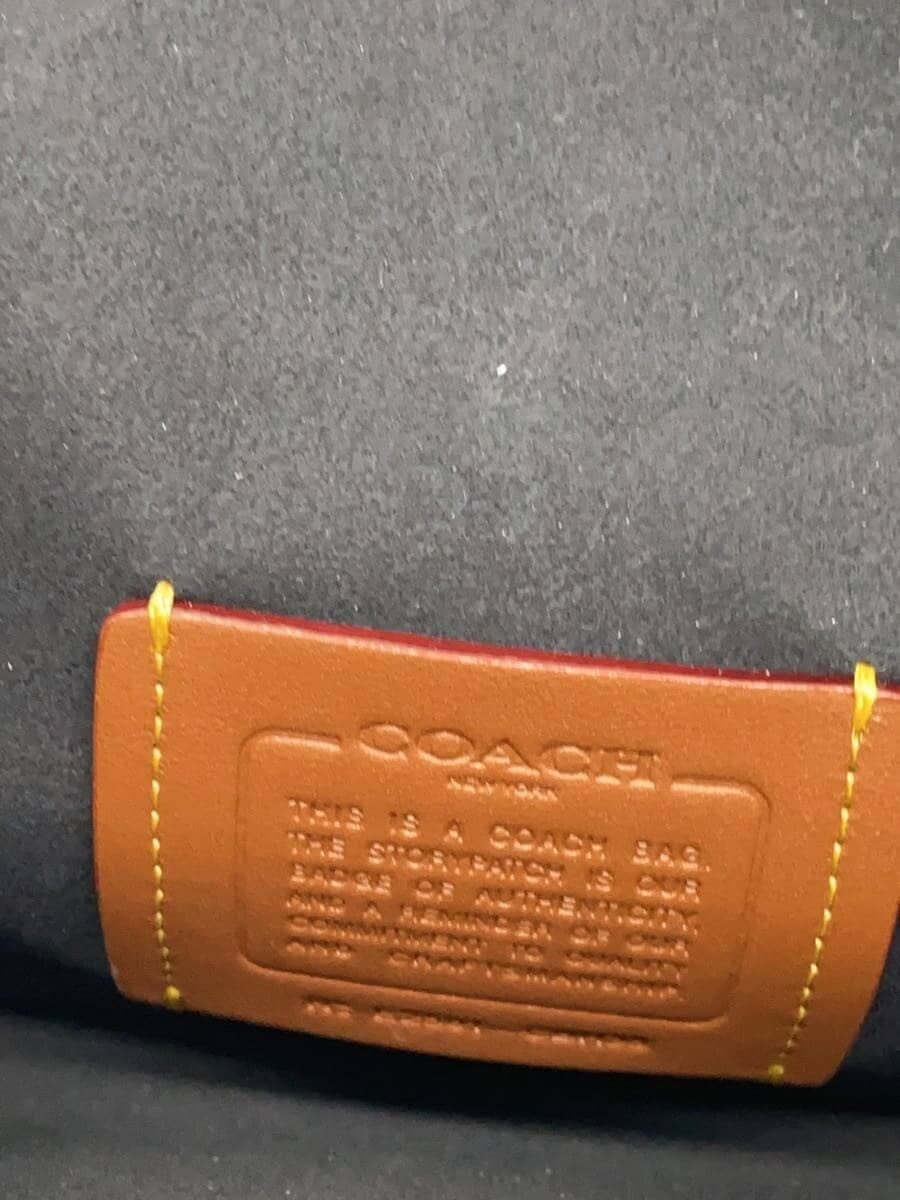 COACH
NEW YORK
THIS IS A COACH BAG.
THE STORYPATCH IS OUR
BADGE OF AUTHENTICITY,
AND A REMINDER OF OUR
COMMITMENT TO QUALITY
AND CRAFTSMANSHIP.